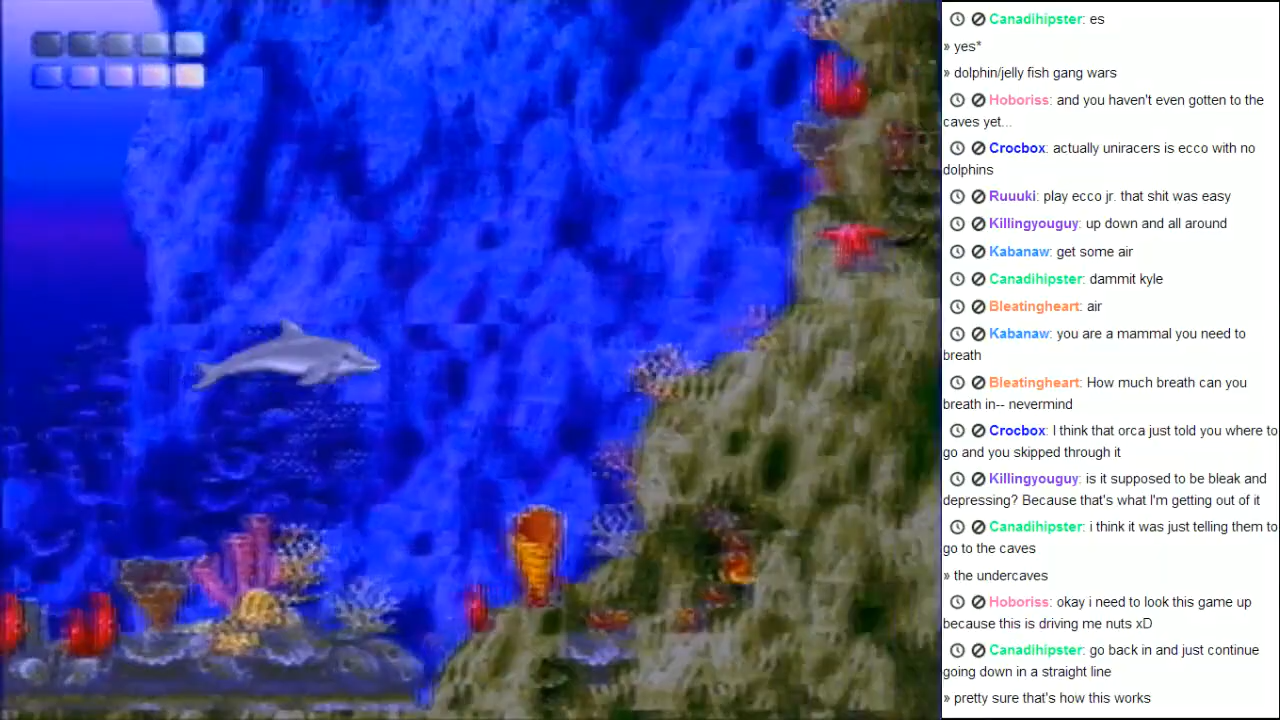 Canadihipster: es
» yes*
» dolphin/jelly fish gang wars
Hoboriss: and you haven't even gotten to the
caves yet...
Crocbox: actually uniracers is ecco with no
dolphins
Ruuuki: play ecco jr. that shit was easy
Killingyouguy: up down and all around
Kabanaw: get some air
Canadihipster: dammit kyle
Bleatingheart: air
Kabanaw: you are a mammal you need to
breath
Bleatingheart: How much breath can you
breath in-- nevermind
Crocbox: I think that orca just told you where to
go and you skipped through it
Killingyouguy: is it supposed to be bleak and
depressing? Because that's what I'm getting out of it
Canadihipster: i think it was just telling them to
go to the caves
» the undercaves
Hoboriss: okay i need to look this game up
because this is driving me nuts xD
Canadihipster: go back in and just continue
going down in a straight line
» pretty sure that's how this works